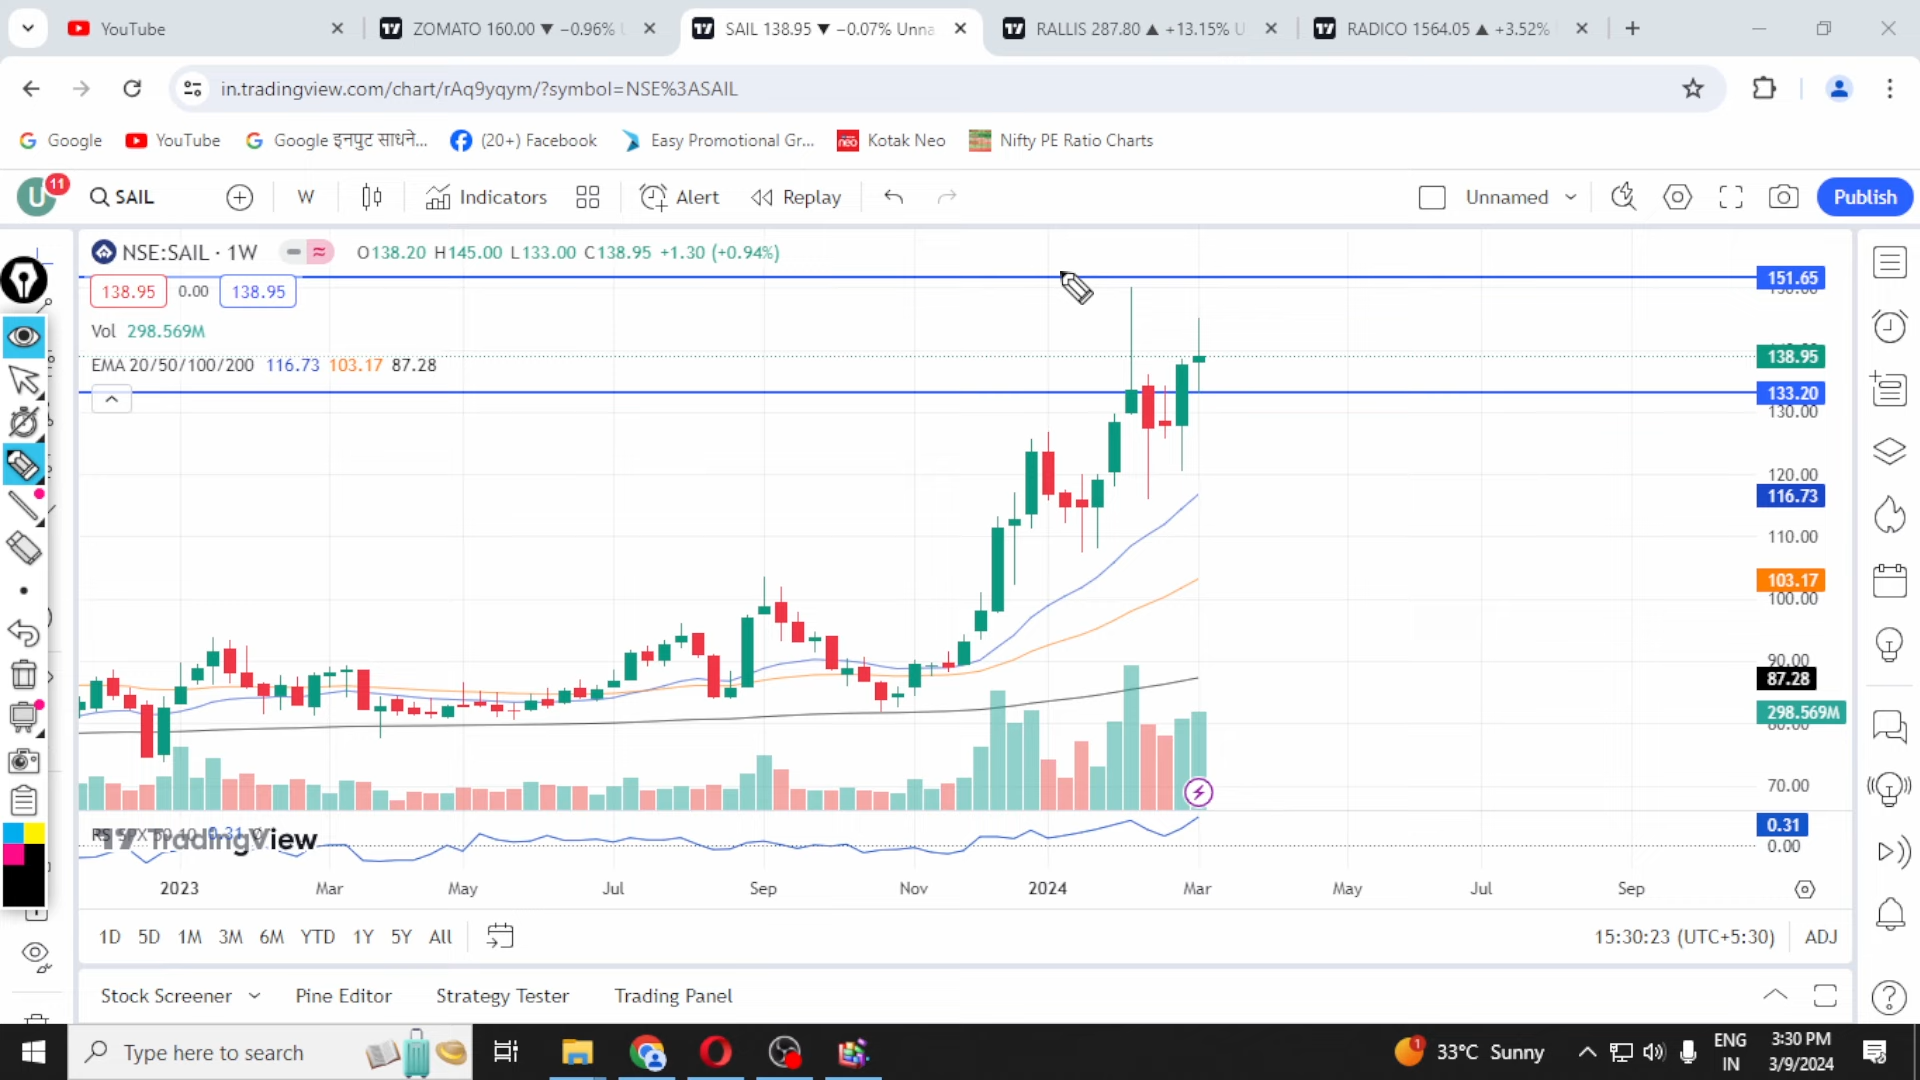 YouTube
ZOMATO 160.00 ▼ −0.96% U
SAIL 138.95 ▼ −0.07% Unna
RALLIS 287.80 ▲ +13.15% U
RADICO 1564.05 ▲ +3.52%
in.tradingview.com/chart/rAq9yqym/?symbol=NSE%3ASAIL
Google
YouTube
Google इनपुट साधने...
(20+) Facebook
Easy Promotional Gr...
neo
Kotak Neo
Nifty PE Ratio Charts
U
11
SAIL
W
Indicators
Alert
Replay
Unnamed
Publish
NSE:SAIL · 1W
O138.20 H145.00 L133.00 C138.95 +1.30 (+0.94%)
138.95
0.00
138.95
Vol 298.569M
EMA 20/50/100/200 116.73 103.17 87.28
151.65
138.95
133.20
130.00
120.00
116.73
110.00
103.17
100.00
90.00
87.28
298.569M
70.00
0.31
0.00
TradingView
2023
Mar
May
Jul
Sep
Nov
2024
Mar
May
Jul
Sep
1D 5D 1M 3M 6M YTD 1Y 5Y All
15:30:23 (UTC+5:30)
ADJ
Stock Screener
Pine Editor
Strategy Tester
Trading Panel
Type here to search
1
33°C Sunny
ENG
IN
3:30 PM
3/9/2024